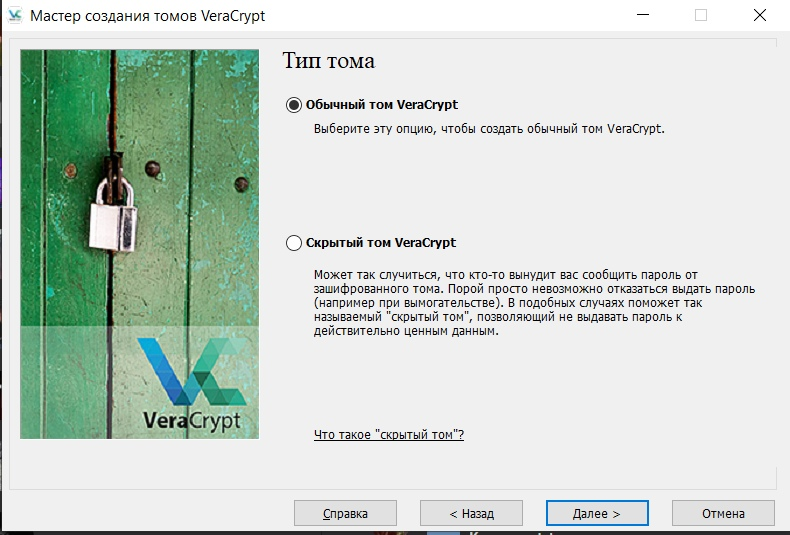 Мастер создания томов VeraCrypt
Тип тома
Обычный том VeraCrypt
Выберите эту опцию, чтобы создать обычный том VeraCrypt.
Скрытый том VeraCrypt
Может так случиться, что кто-то вынудит вас сообщить пароль от
зашифрованного тома. Порой просто невозможно отказаться выдать пароль
(например при вымогательстве). В подобных случаях поможет так
называемый "скрытый том", позволяющий не выдавать пароль к
действительно ценным данным.
VeraCrypt
Что такое "скрытый том"?
Справка
< Назад
Далее >
Отмена